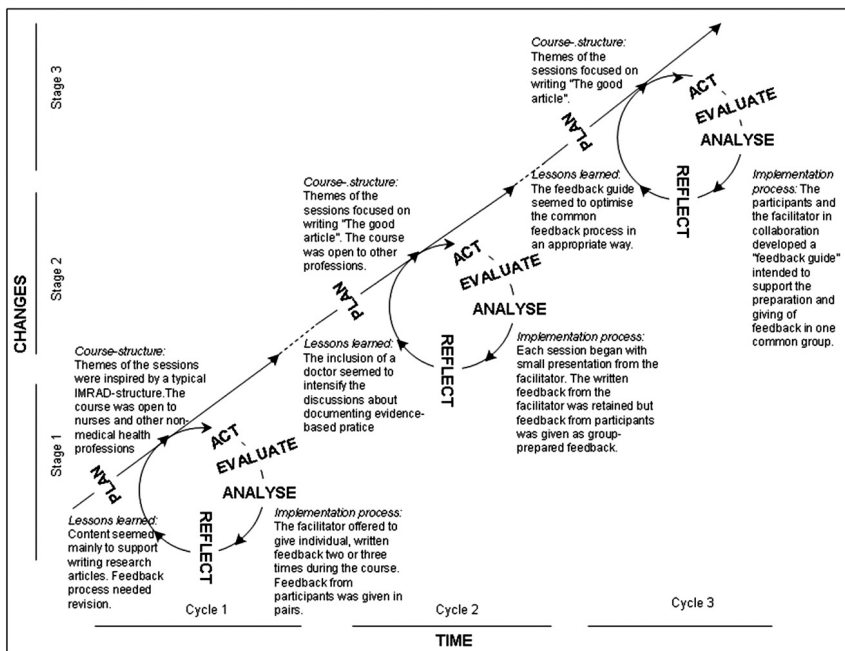 Stage 3
Course-.structure:
Themes of the
sessions focused on
writing "The good
article".
PLAN
ACT
EVALUATE
ANALYSE
REFLECT
Lessons learned:
The feedback guide
seemed to optimise
the common
feedback process in
an appropriate way.
Implementation
process: The
participants and
the facilitator in
collaboration
developed a
"feedback guide"
intended to
support the
preparation and
giving of
feedback in one
common group.
CHANGES
Stage 2
Course-.structure:
Themes of the
sessions focused on
writing "The good
article". The course
was open to other
professions.
PLAN
ACT
EVALUATE
ANALYSE
REFLECT
Lessons learned:
The inclusion of a
doctor seemed to
intensify the
discussions about
documenting evidence-
based pratice
Implementation process:
Each session began with
small presentation from the
facilitator. The written
feedback from the
facilitator was retained but
feedback from participants
was given as group-
prepared feedback.
Stage 1
Course-structure:
Themes of the sessions
were inspired by a typical
IMRAD-structure.The
course was open to
nurses and other non-
medical health
professions
PLAN
ACT
EVALUATE
ANALYSE
REFLECT
Lessons learned:
Content seemed
mainly to support
writing research
articles. Feedback
process needed
revision.
Implementation process:
The facilitator offered to
give individual, written
feedback two or three
times during the course.
Feedback from
participants was given in
pairs.
Cycle 1
Cycle 2
Cycle 3
TIME